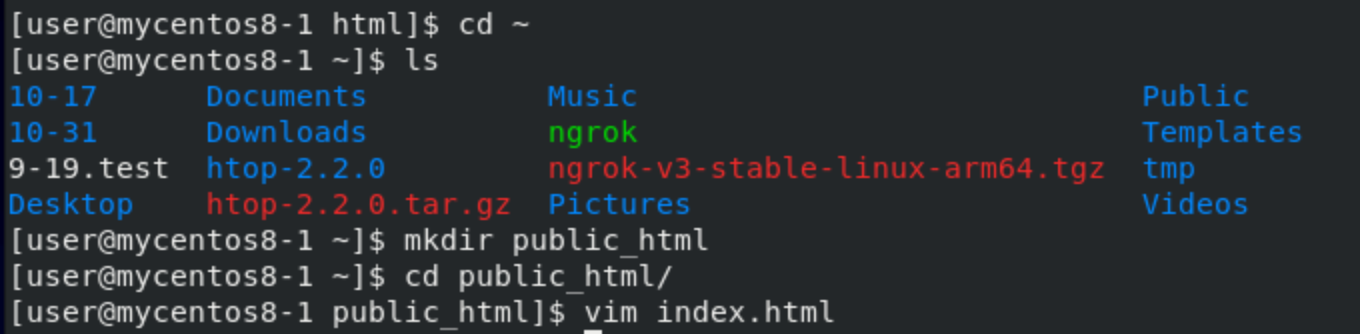 [user@mycentos8-1 html]$ cd ~
[user@mycentos8-1 ~]$ ls
10-17      Documents          Music                            Public
10-31      Downloads          ngrok                            Templates
9-19.test  htop-2.2.0         ngrok-v3-stable-linux-arm64.tgz  tmp
Desktop    htop-2.2.0.tar.gz  Pictures                         Videos
[user@mycentos8-1 ~]$ mkdir public_html
[user@mycentos8-1 ~]$ cd public_html/
[user@mycentos8-1 public_html]$ vim index.html